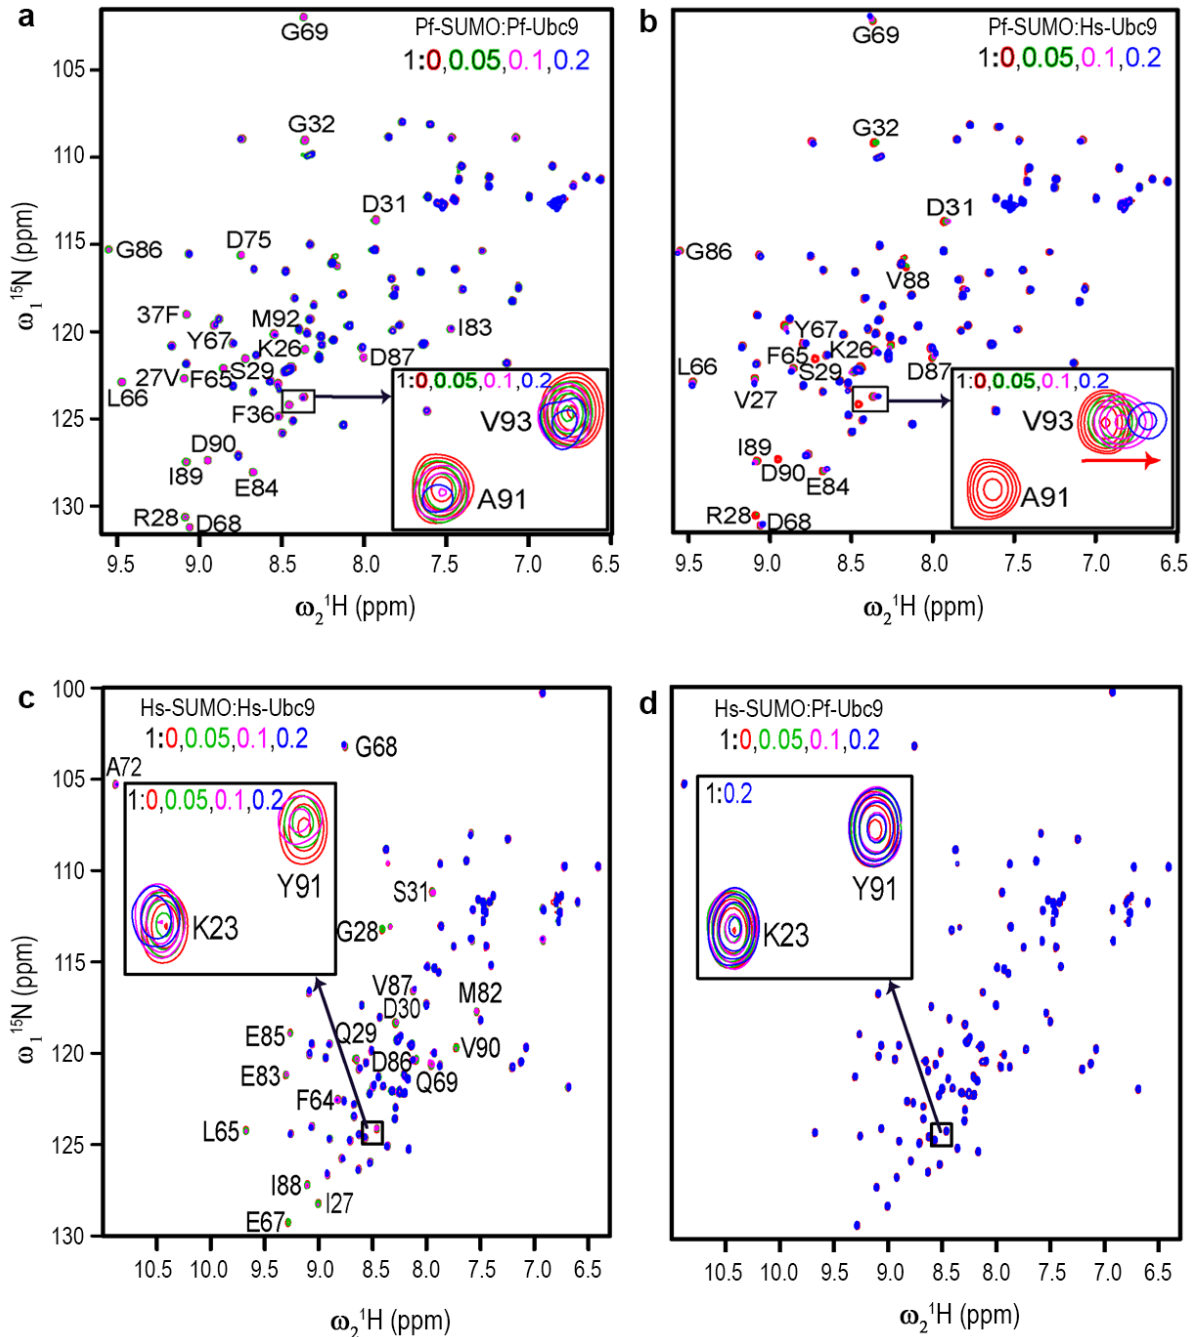 a
Pf-SUMO:Pf-Ubc9
1:0,0.05,0.1,0.2
G69
G32
D31
G86
D75
37F
M92
I83
Y67
K26
D87
S29
27V
F65
L66
F36
D90
I89
E84
R28
D68
1:0,0.05,0.1,0.2
V93
A91
105
110
115
120
125
130
9.5
9.0
8.5
8.0
7.5
7.0
6.5
ω1 15N (ppm)
ω2 1H (ppm)
b
Pf-SUMO:Hs-Ubc9
1:0,0.05,0.1,0.2
G69
G32
D31
G86
V88
Y67
K26
F65
S29
D87
L66
V27
I89
D90
E84
R28
D68
1:0,0.05,0.1,0.2
V93
A91
105
110
115
120
125
130
9.5
9.0
8.5
8.0
7.5
7.0
6.5
ω1 15N (ppm)
ω2 1H (ppm)
c
Hs-SUMO:Hs-Ubc9
1:0,0.05,0.1,0.2
G68
A72
1:0,0.05,0.1,0.2
Y91
K23
S31
G28
V87
M82
D30
E85
Q29
V90
D86
Q69
E83
F64
L65
I88
I27
E67
100
105
110
115
120
125
130
10.5
10.0
9.5
9.0
8.5
8.0
7.5
7.0
6.5
ω1 15N (ppm)
ω2 1H (ppm)
d
Hs-SUMO:Pf-Ubc9
1:0,0.05,0.1,0.2
1:0.2
Y91
K23
10.5
10.0
9.5
9.0
8.5
8.0
7.5
7.0
6.5
ω2 1H (ppm)